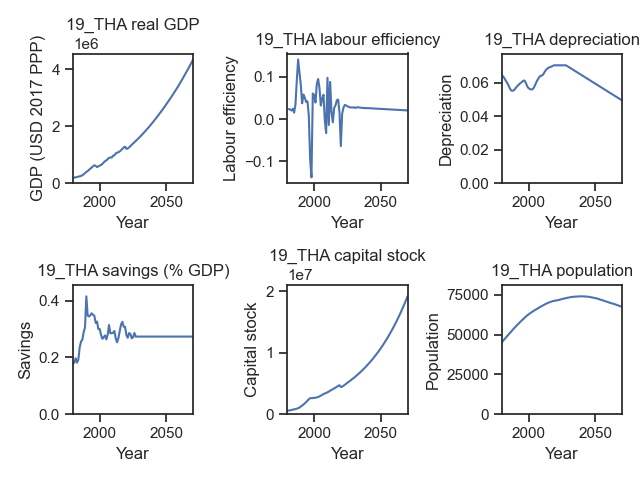 19_THA real GDP
1e6
GDP (USD 2017 PPP)
4
2
0
2000
2050
Year
19_THA labour efficiency
Labour efficiency
0.1
0.0
−0.1
2000
2050
Year
19_THA depreciation
Depreciation
0.06
0.04
0.02
0.00
2000
2050
Year
19_THA savings (% GDP)
Savings
0.4
0.2
0.0
2000
2050
Year
19_THA capital stock
1e7
Capital stock
2
1
0
2000
2050
Year
19_THA population
Population
75000
50000
25000
0
2000
2050
Year